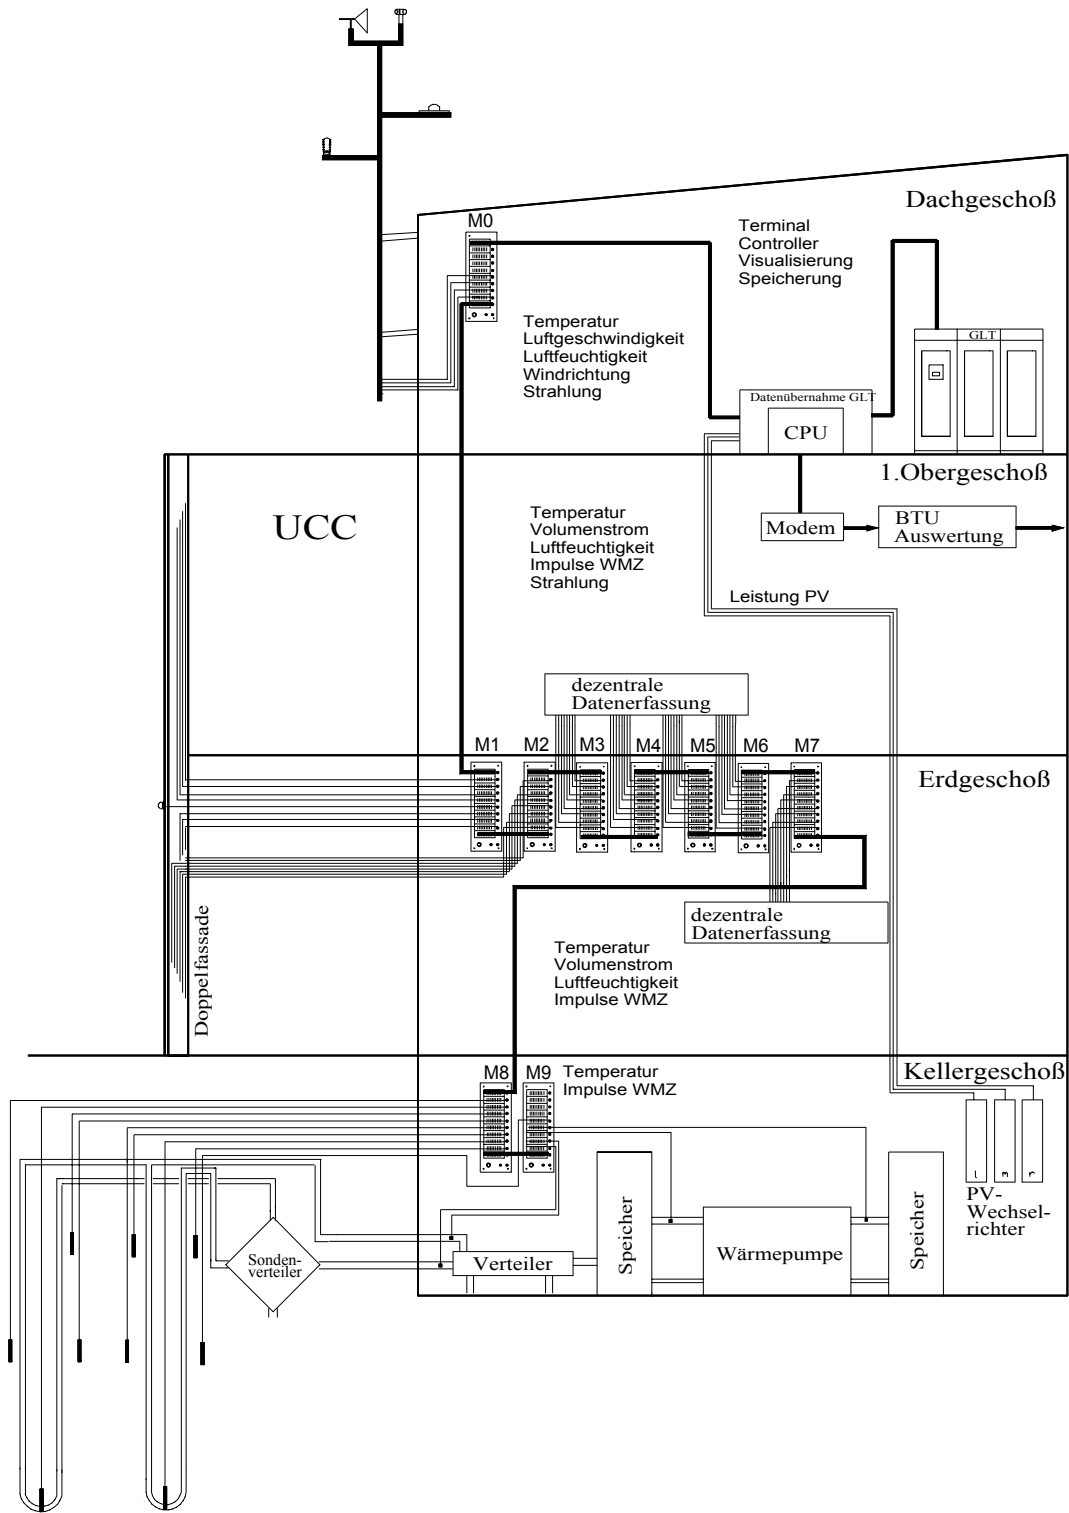 Dachgeschoß
M0
Terminal
Controller
Visualisierung
Speicherung
Temperatur
Luftgeschwindigkeit
Luftfeuchtigkeit
Windrichtung
Strahlung
GLT
Datenübernahme GLT
CPU
1.Obergeschoß
UCC
Temperatur
Volumenstrom
Luftfeuchtigkeit
Impulse WMZ
Strahlung
Modem
BTU
Auswertung
Leistung PV
dezentrale
Datenerfassung
M1 M2 M3 M4 M5 M6 M7
Erdgeschoß
dezentrale
Datenerfassung
Doppelfassade
Temperatur
Volumenstrom
Luftfeuchtigkeit
Impulse WMZ
Kellergeschoß
M8 M9
Temperatur
Impulse WMZ
PV-
Wechsel-
richter
Sonden-
verteiler
Verteiler
Speicher
Wärmepumpe
Speicher